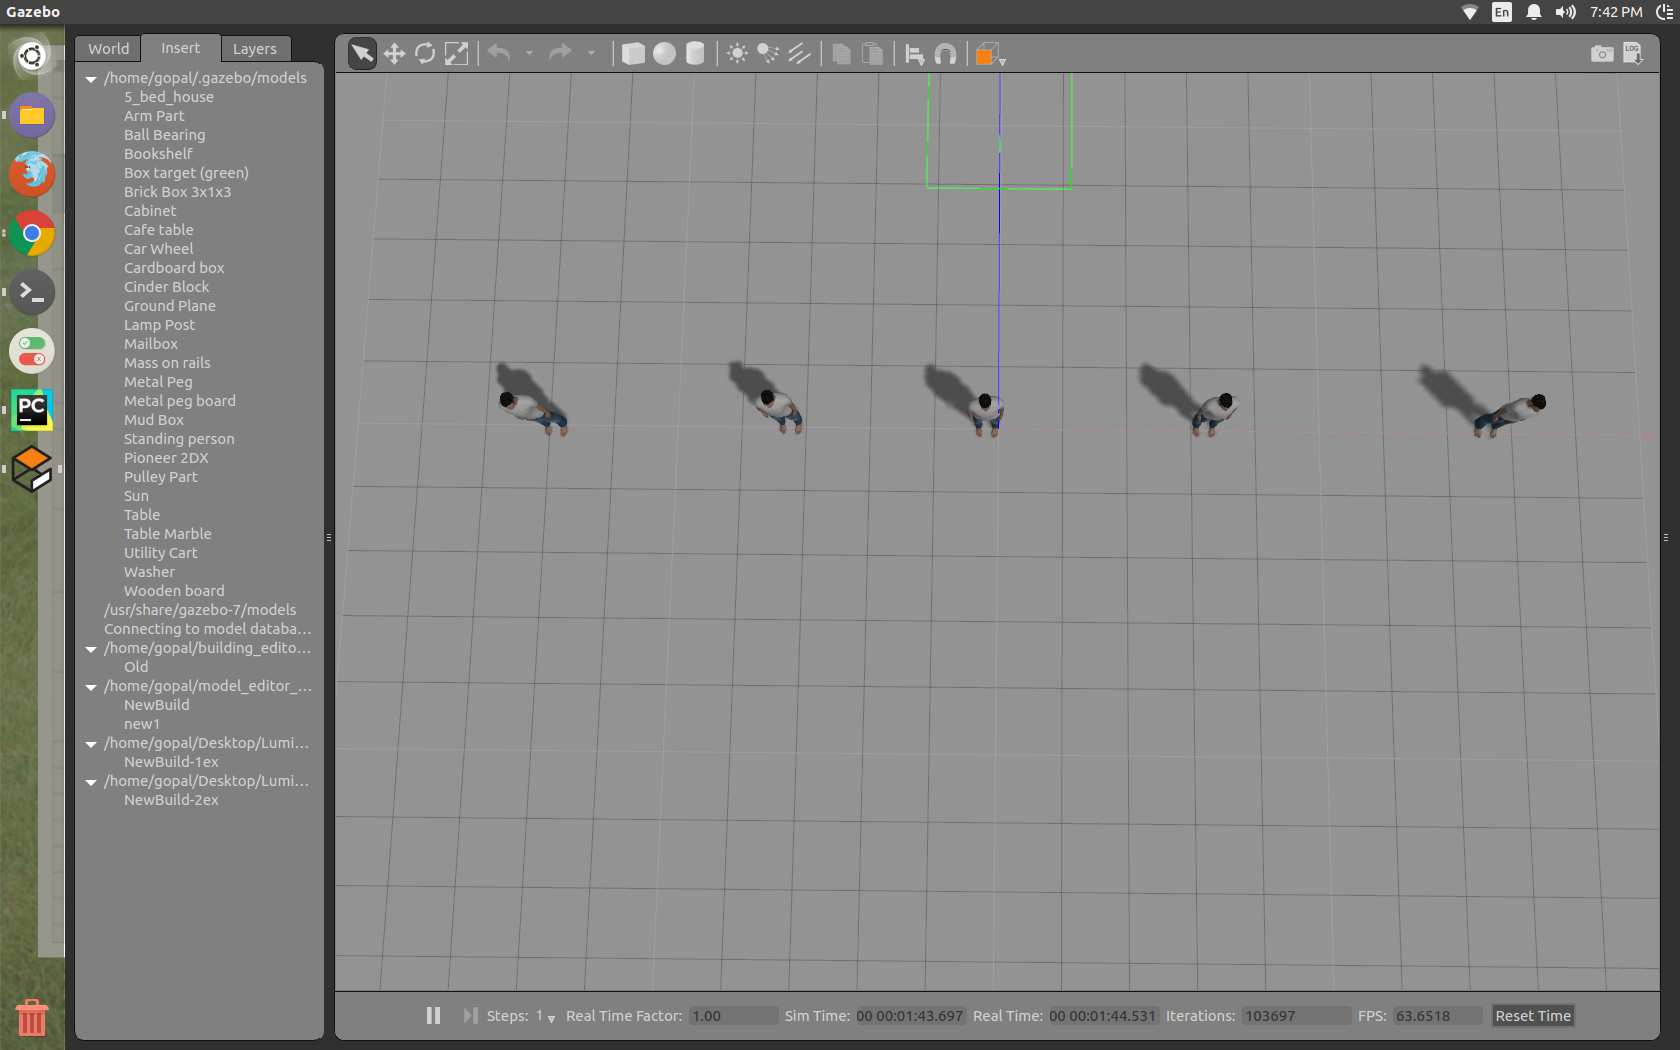 Gazebo
En
7:42 PM
World Insert Layers
LOG
/home/gopal/.gazebo/models
5_bed_house
Arm Part
Ball Bearing
Bookshelf
Box target (green)
Brick Box 3x1x3
Cabinet
Cafe table
Car Wheel
Cardboard box
Cinder Block
Ground Plane
Lamp Post
Mailbox
Mass on rails
Metal Peg
Metal peg board
Mud Box
Standing person
Pioneer 2DX
Pulley Part
Sun
Table
Table Marble
Utility Cart
Washer
Wooden board
/usr/share/gazebo-7/models
Connecting to model databa...
/home/gopal/building_edito...
Old
/home/gopal/model_editor_...
NewBuild
new1
/home/gopal/Desktop/Lumi...
NewBuild-1ex
/home/gopal/Desktop/Lumi...
NewBuild-2ex
PC
Steps: 1 Real Time Factor: 1.00 Sim Time: 00 00:01:43.697 Real Time: 00 00:01:44.531 Iterations: 103697 FPS: 63.6518 Reset Time